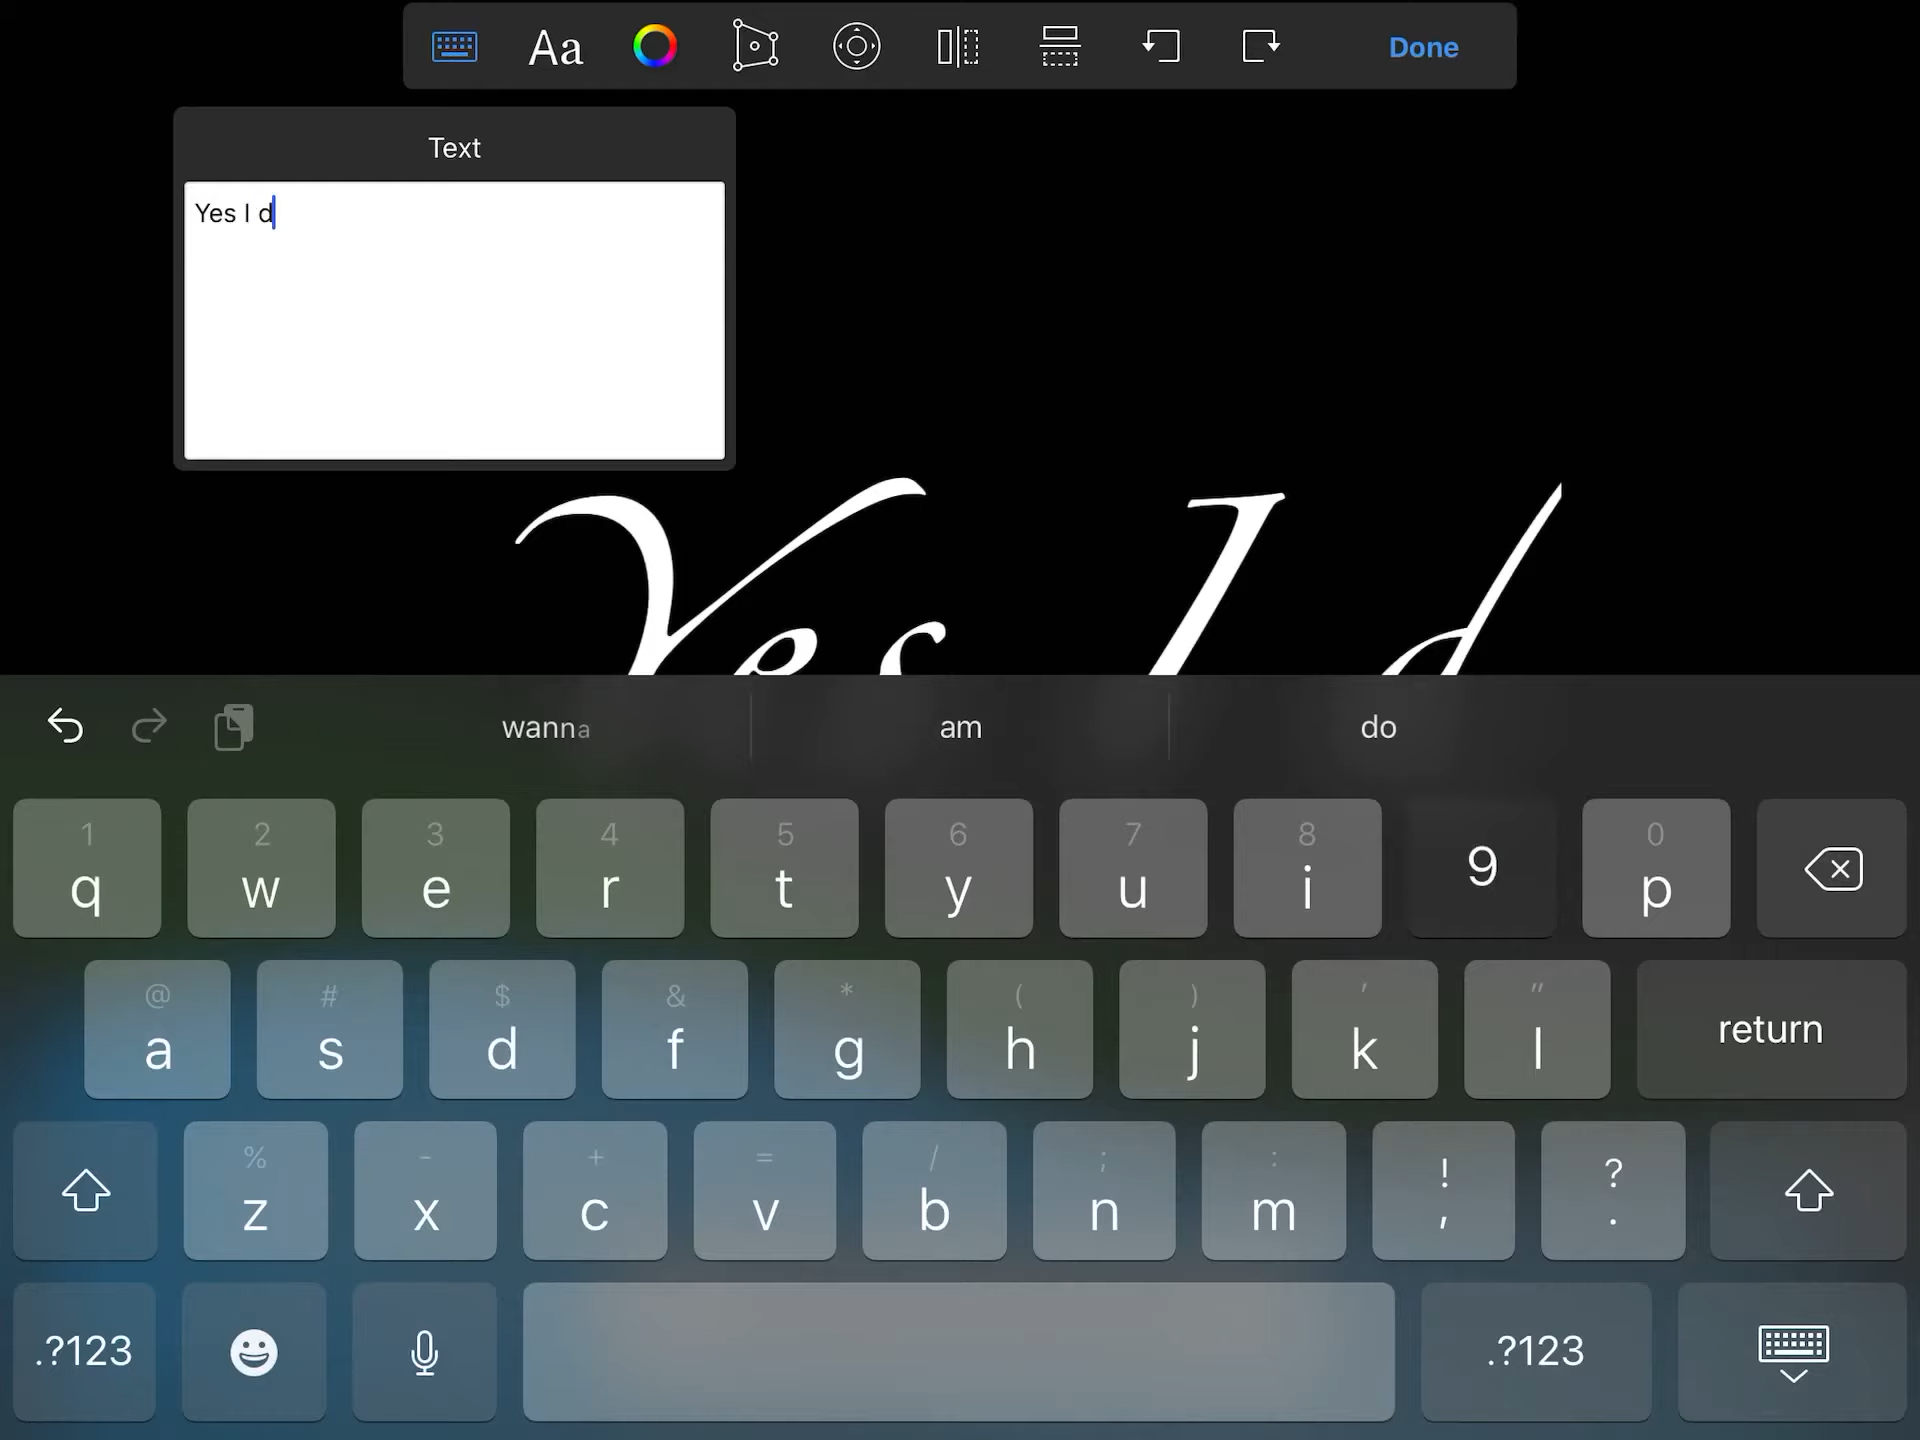 Aa
Done
Text
Yes I d
Yes I d
wanna am do
1 2 3 4 5 6 7 8 9 0
q w e r t y u i p
@ # $ & * ( ) ' "
a s d f g h j k l return
% - + = / ; : ! ?
z x c v b n m , .
.?123 .?123